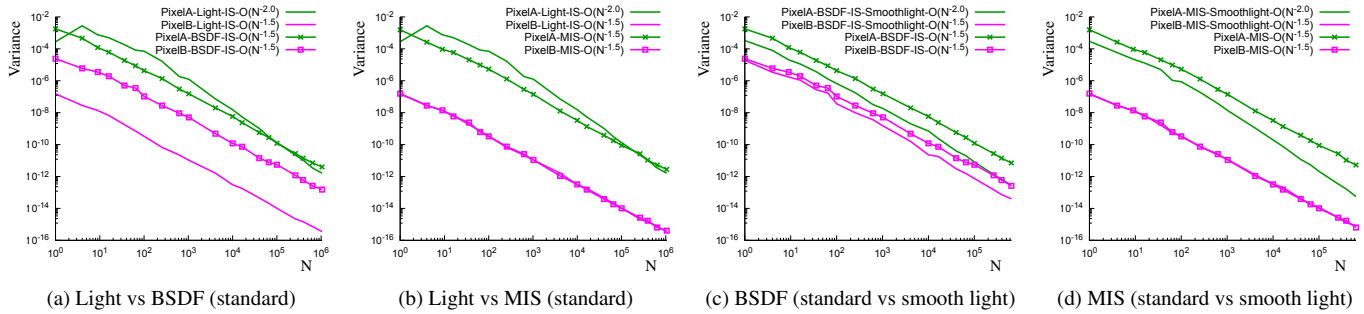 PixelA-Light-IS-O(N^-2.0)
PixelB-Light-IS-O(N^-1.5)
PixelA-BSDF-IS-O(N^-1.5)
PixelB-BSDF-IS-O(N^-1.5)
Variance
10^-2
10^-4
10^-6
10^-8
10^-10
10^-12
10^-14
10^-16
10^0 10^1 10^2 10^3 10^4 10^5 10^6
N
(a) Light vs BSDF (standard)
PixelA-Light-IS-O(N^-2.0)
PixelB-Light-IS-O(N^-1.5)
PixelA-MIS-O(N^-1.5)
PixelB-MIS-O(N^-1.5)
Variance
10^-2
10^-4
10^-6
10^-8
10^-10
10^-12
10^-14
10^-16
10^0 10^1 10^2 10^3 10^4 10^5 10^6
N
(b) Light vs MIS (standard)
PixelA-BSDF-IS-Smoothlight-O(N^-2.0)
PixelB-BSDF-IS-Smoothlight-O(N^-1.5)
PixelA-BSDF-IS-O(N^-1.5)
PixelB-BSDF-IS-O(N^-1.5)
Variance
10^-2
10^-4
10^-6
10^-8
10^-10
10^-12
10^-14
10^-16
10^0 10^1 10^2 10^3 10^4 10^5
N
(c) BSDF (standard vs smooth light)
PixelA-MIS-Smoothlight-O(N^-2.0)
PixelB-MIS-Smoothlight-O(N^-1.5)
PixelA-MIS-O(N^-1.5)
PixelB-MIS-O(N^-1.5)
Variance
10^-2
10^-4
10^-6
10^-8
10^-10
10^-12
10^-14
10^-16
10^0 10^1 10^2 10^3 10^4 10^5
N
(d) MIS (standard vs smooth light)